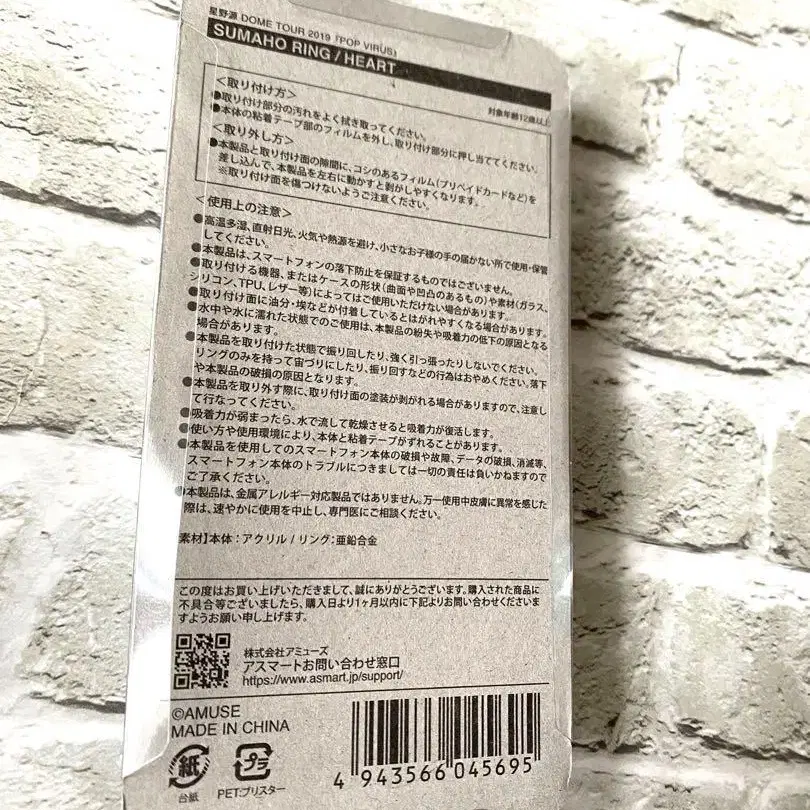 星野源 DOME TOUR 2019 『POP VIRUS』
SUMAHO RING / HEART
対象年齢12歳以上
＜取り付け方＞
●取り付け部分の汚れをよく拭き取ってください。
●本体の粘着テープ部のフィルムを外し、取り付け部分に押し当ててください。
＜取り外し方＞
●本製品と取り付け面の隙間に、コシのあるフィルム(プリペイドカードなど)を
差し込んで、本製品を左右に動かすと剥がしやすくなります。
※取り付け面を傷つけないようご注意ください。
＜使用上の注意＞
●高温多湿、直射日光、火気や熱源を避け、小さなお子様の手の届かない所で使用・保管
してください。
●本製品は、スマートフォンの落下防止を保証するものではございません。
●取り付ける機器、またはケースの形状(曲面や凹凸のあるもの)や素材(ガラス、
シリコン、TPU、レザー等)によってはご使用いただけない場合があります。
●取り付け面に油分・埃などが付着しているとはがれやすくなる場合があります。
●水中や水に濡れた状態でのご使用は、本製品の紛失や吸着力の低下の原因となる
場合があります。
●本製品を取り付けた状態で振り回したり、強く引っ張ったりしないでください。
リングのみを持って宙づりにしたり、振り回すなどの行為はおやめください。落下
や本製品の破損の原因となります。
●本製品を取り外す際に、取り付け面の塗装が剥がれる場合がありますので、注意し
て行なってください。
●吸着力が弱まったら、水で流して乾燥させると吸着力が復活します。
●使い方や使用環境により、本体と粘着テープがずれることがあります。
●本製品を使用してのスマートフォン本体の破損や故障、データの破損、消滅等、
スマートフォン本体のトラブルにつきましては一切の責任は負いかねますので
ご了承ください。
●本製品は、金属アレルギー対応製品ではありません。万一使用中皮膚に異常を感じた
際は、速やかに使用を中止し、専門医にご相談ください。
素材】本体：アクリル / リング：亜鉛合金
この度はお買い上げいただきまして、誠にありがとうございます。購入された商品に
不具合等ございましたら、購入日より1ヶ月以内に下記よりお問い合わせくださいま
すようお願い申し上げます。
株式会社アミューズ
アスマートお問い合わせ窓口
https://www.asmart.jp/support/
©AMUSE
MADE IN CHINA
紙
台紙
プラ
PET:ブリスター
4 943566 045695